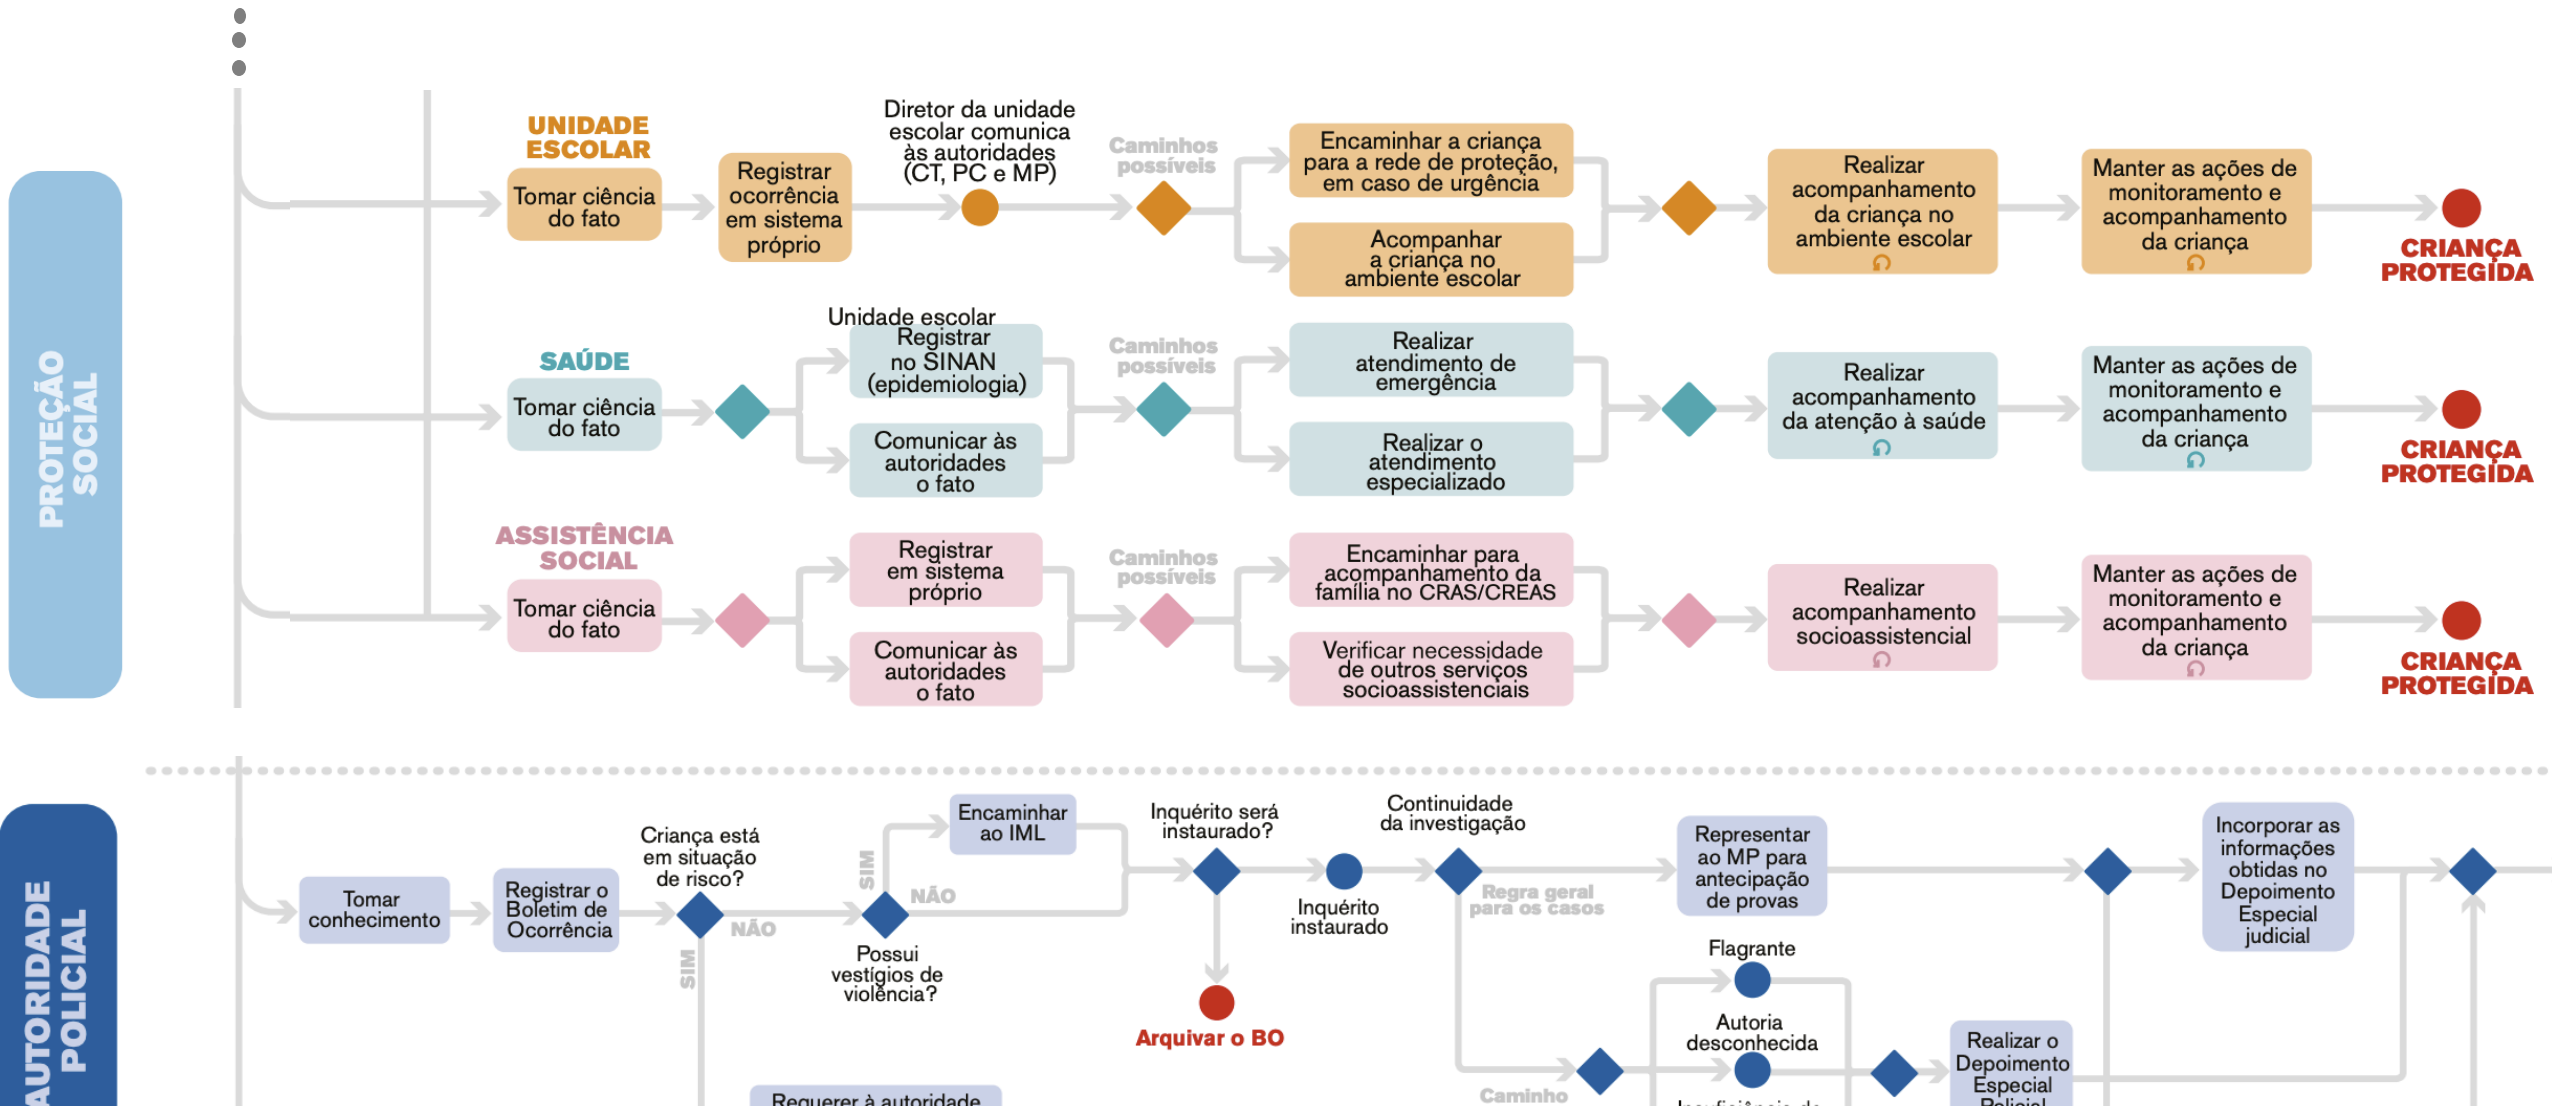 PROTEÇÃO
SOCIAL
UNIDADE
ESCOLAR
Tomar ciência
do fato
Registrar
ocorrência
em sistema
próprio
Diretor da unidade
escolar comunica
às autoridades
(CT, PC e MP)
Caminhos
possíveis
Encaminhar a criança
para a rede de proteção,
em caso de urgência
Acompanhar
a criança no
ambiente escolar
Realizar
acompanhamento
da criança no
ambiente escolar
Manter as ações de
monitoramento e
acompanhamento
da criança
CRIANÇA
PROTEGIDA
SAÚDE
Tomar ciência
do fato
Unidade escolar
Registrar
no SINAN
(epidemiologia)
Comunicar às
autoridades
o fato
Caminhos
possíveis
Realizar
atendimento de
emergência
Realizar o
atendimento
especializado
Realizar
acompanhamento
da atenção à saúde
Manter as ações de
monitoramento e
acompanhamento
da criança
CRIANÇA
PROTEGIDA
ASSISTÊNCIA
SOCIAL
Tomar ciência
do fato
Registrar
em sistema
próprio
Comunicar às
autoridades
o fato
Caminhos
possíveis
Encaminhar para
acompanhamento da
família no CRAS/CREAS
Verificar necessidade
de outros serviços
socioassistenciais
Realizar
acompanhamento
socioassistencial
Manter as ações de
monitoramento e
acompanhamento
da criança
CRIANÇA
PROTEGIDA
AUTORIDADE
POLICIAL
Tomar
conhecimento
Registrar o
Boletim de
Ocorrência
Criança está
em situação
de risco?
NÃO
SIM
Possui
vestígios de
violência?
SIM
NÃO
Encaminhar
ao IML
Inquérito será
instaurado?
Arquivar o BO
Inquérito
instaurado
Continuidade
da investigação
Regra geral
para os casos
Representar
ao MP para
antecipação
de provas
Incorporar as
informações
obtidas no
Depoimento
Especial
judicial
Flagrante
Autoria
desconhecida
Caminho
Realizar o
Depoimento
Especial
Policial
Requerer à autoridade